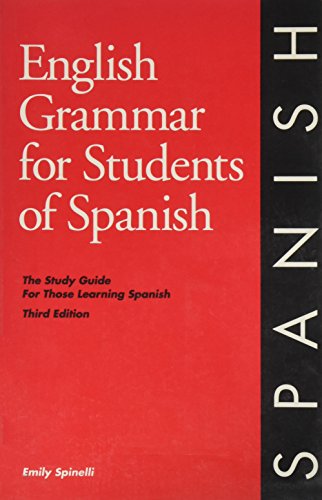 English
Grammar
for Students
of Spanish
The Study Guide
For Those Learning Spanish
Third Edition
Emily Spinelli
SPANISH